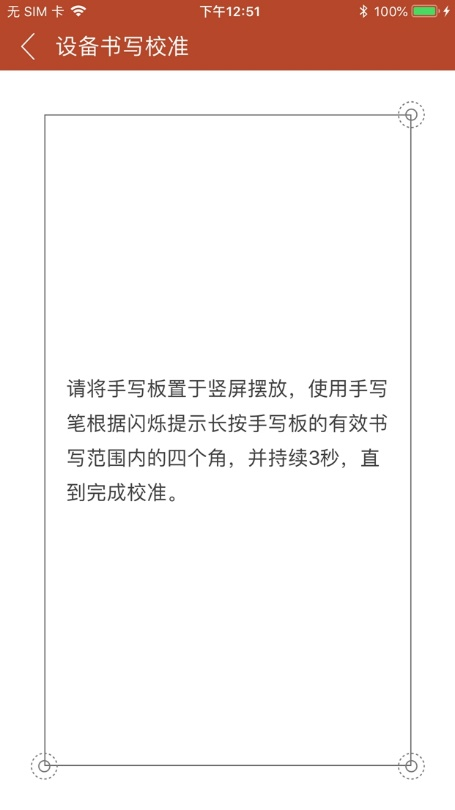 无 SIM 卡 下午12:51 100%
设备书写校准
请将手写板置于竖屏摆放，使用手写
笔根据闪烁提示长按手写板的有效书
写范围内的四个角，并持续3秒，直
到完成校准。